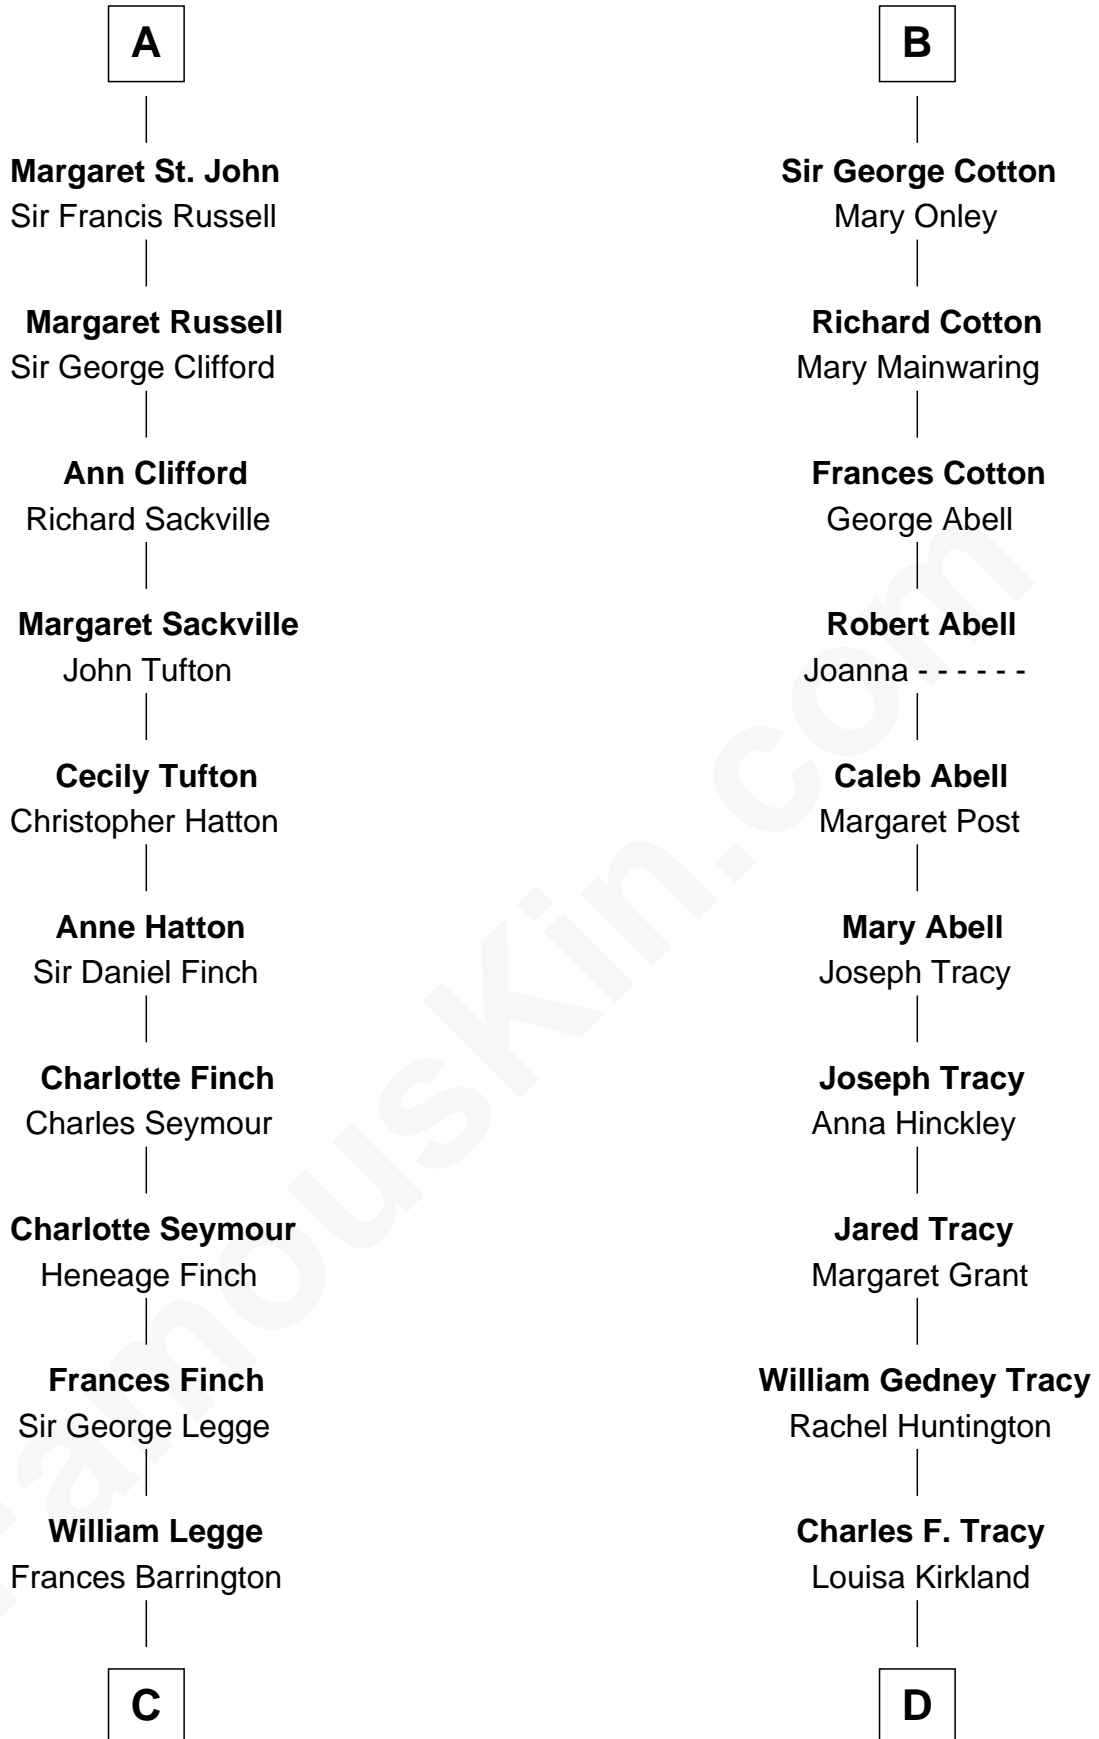 A
Margaret St. John
Sir Francis Russell
Margaret Russell
Sir George Clifford
Ann Clifford
Richard Sackville
Margaret Sackville
John Tufton
Cecily Tufton
Christopher Hatton
Anne Hatton
Sir Daniel Finch
Charlotte Finch
Charles Seymour
Charlotte Seymour
Heneage Finch
Frances Finch
Sir George Legge
William Legge
Frances Barrington
C
B
Sir George Cotton
Mary Onley
Richard Cotton
Mary Mainwaring
Frances Cotton
George Abell
Robert Abell
Joanna - - - - - -
Caleb Abell
Margaret Post
Mary Abell
Joseph Tracy
Joseph Tracy
Anna Hinckley
Jared Tracy
Margaret Grant
William Gedney Tracy
Rachel Huntington
Charles F. Tracy
Louisa Kirkland
D
FamousKin.com